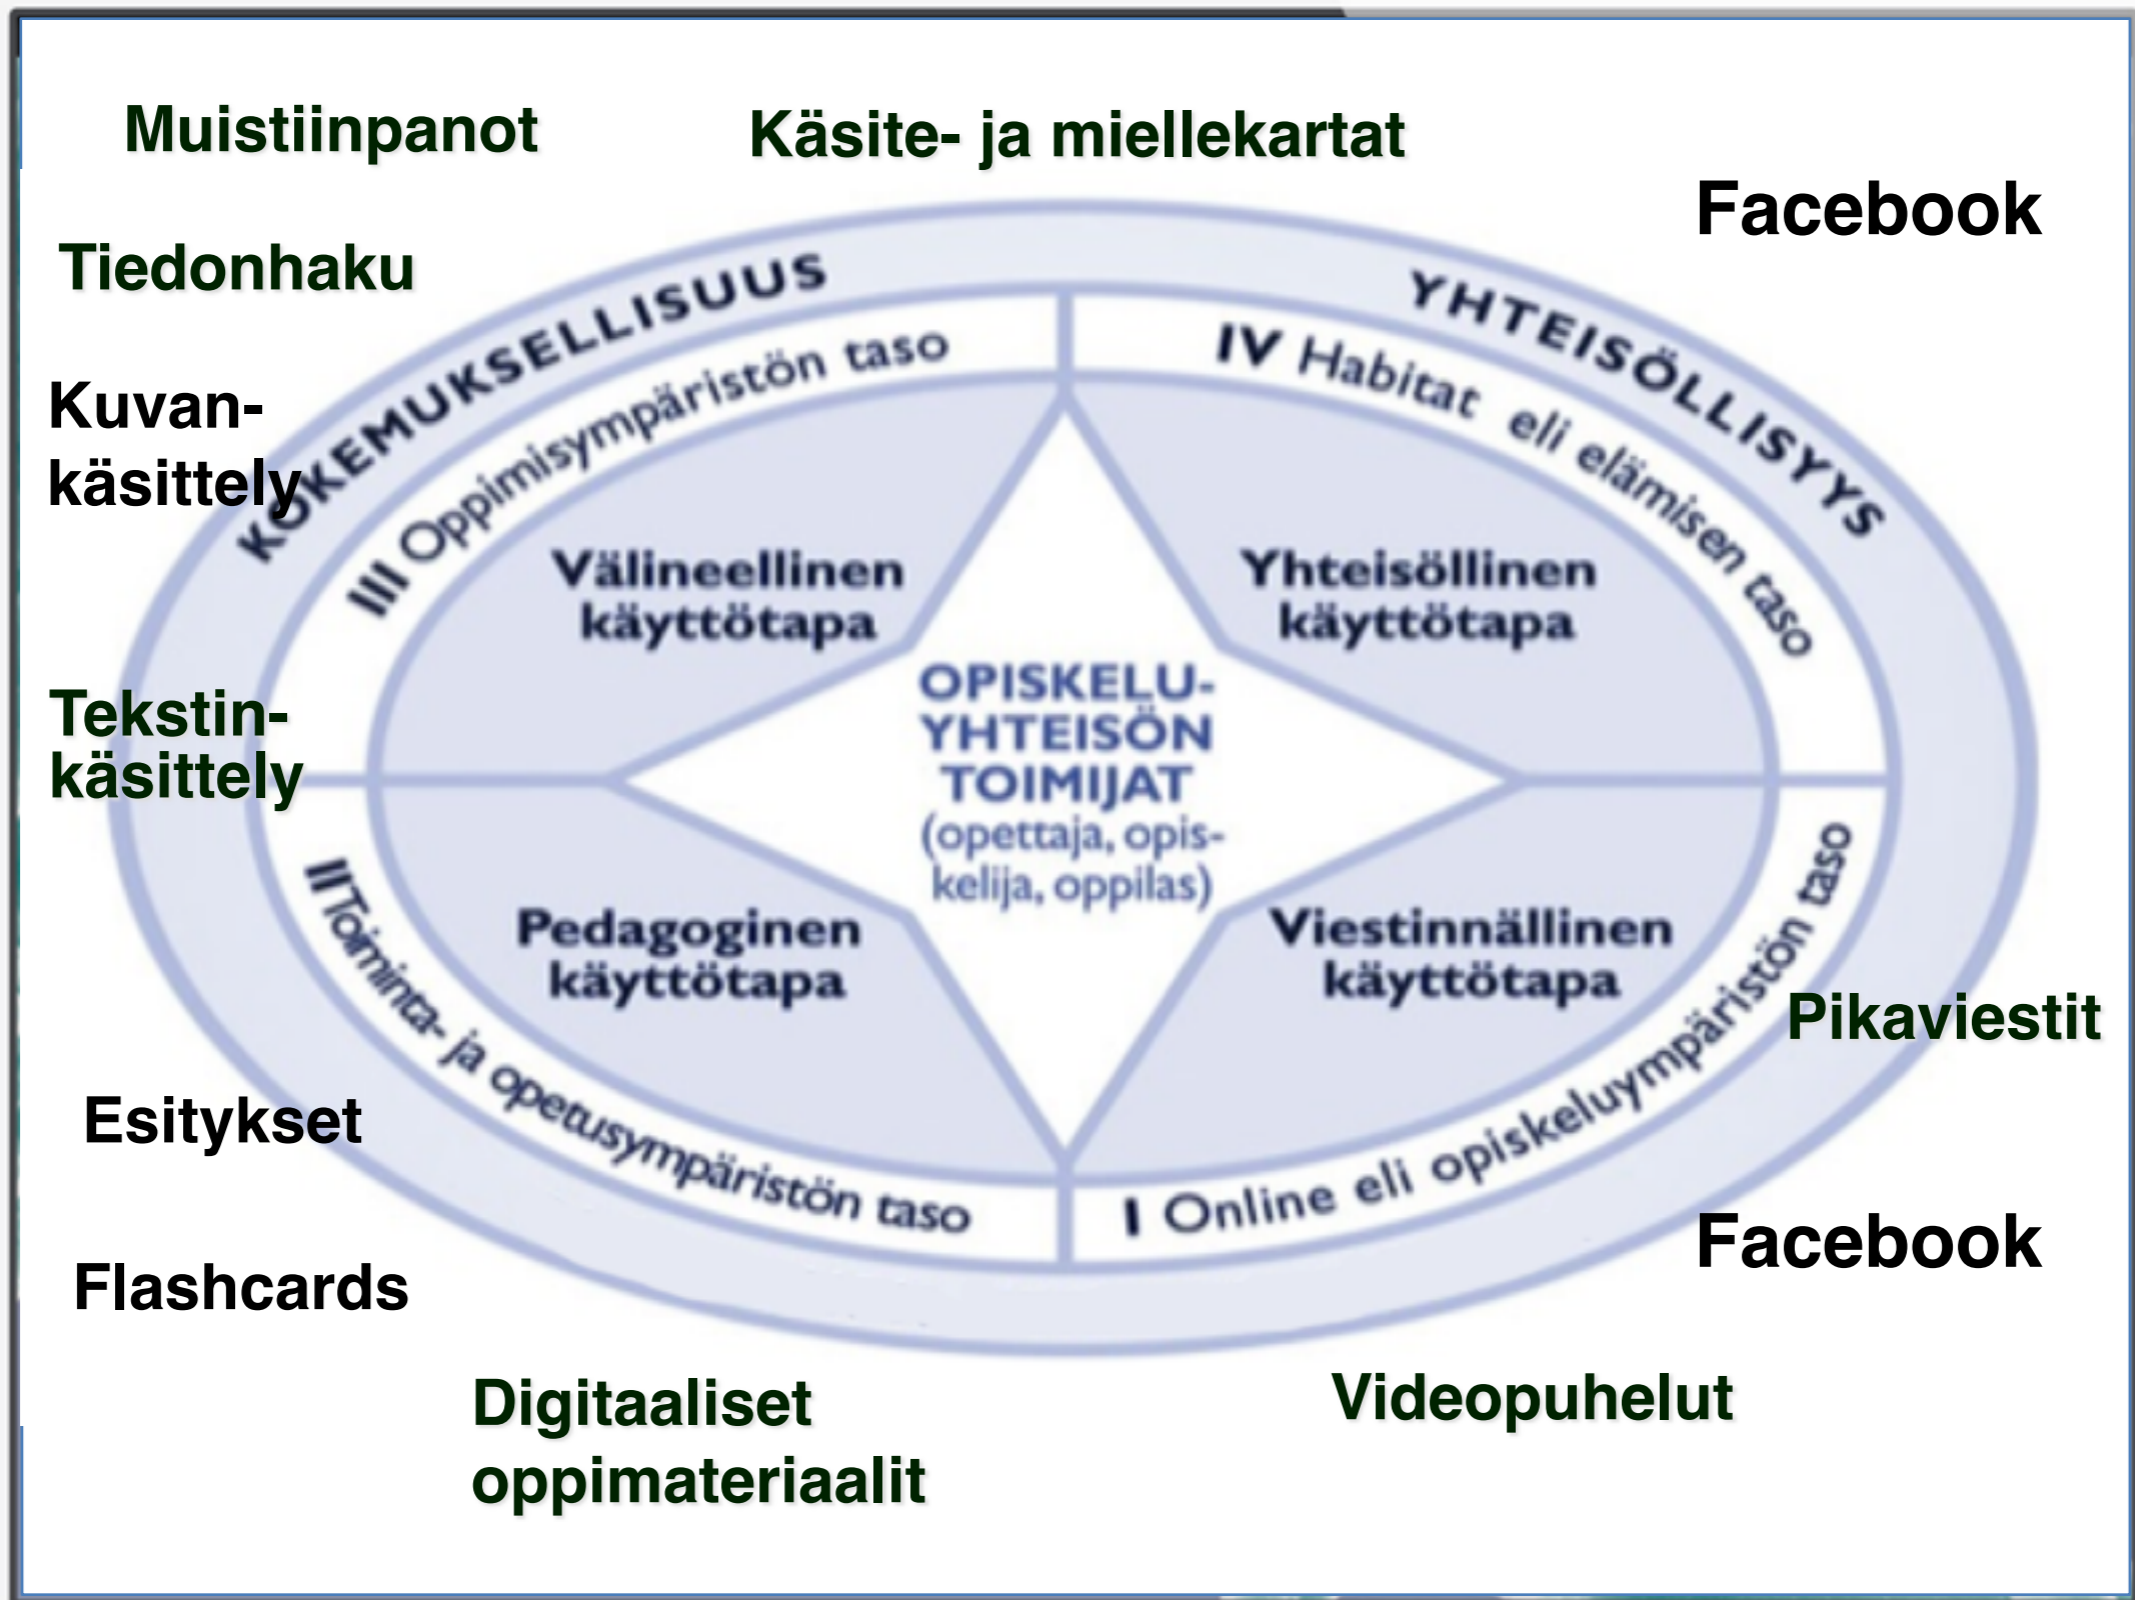 Muistiinpanot
Käsite- ja miellekartat
Facebook
Tiedonhaku
KOKEMUKSELLISUUS
YHTEISÖLLISYYS
III Oppimisympäristön taso
IV Habitat eli elämisen taso
Kuvan-
käsittely
Välineellinen
käyttötapa
Yhteisöllinen
käyttötapa
Tekstin-
käsittely
OPISKELU-
YHTEISÖN
TOIMIJAT
(opettaja, opis-
kelija, oppilas)
Pedagoginen
käyttötapa
Viestinnällinen
käyttötapa
II Toiminta- ja opetusympäristön taso
I Online eli opiskeluympäristön taso
Pikaviestit
Esitykset
Facebook
Flashcards
Digitaaliset
oppimateriaalit
Videopuhelut